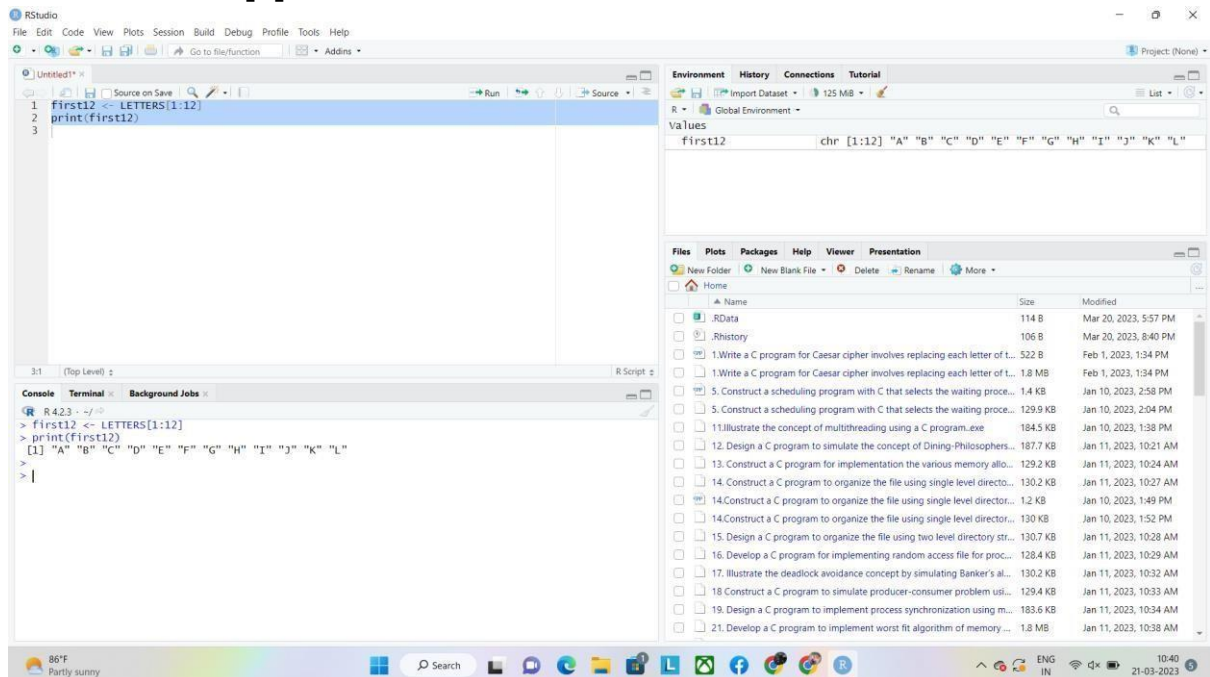 RStudio
File Edit Code View Plots Session Build Debug Profile Tools Help
Go to file/function Addins Project: (None)
Untitled1*
Source on Save Run Source
1 first12 <- LETTERS[1:12]
2 print(first12)
3
3:1 (Top Level) R Script
Console Terminal Background Jobs
R 4.2.3 · ~/
> first12 <- LETTERS[1:12]
> print(first12)
[1] "A" "B" "C" "D" "E" "F" "G" "H" "I" "J" "K" "L"
>
>
Environment History Connections Tutorial
Import Dataset 125 MiB List
R Global Environment
Values
first12 chr [1:12] "A" "B" "C" "D" "E" "F" "G" "H" "I" "J" "K" "L"
Files Plots Packages Help Viewer Presentation
New Folder New Blank File Delete Rename More
Home
Name Size Modified
.RData 114 B Mar 20, 2023, 5:57 PM
.Rhistory 106 B Mar 20, 2023, 8:40 PM
1.Write a C program for Caesar cipher involves replacing each letter of t... 522 B Feb 1, 2023, 1:34 PM
1.Write a C program for Caesar cipher involves replacing each letter of t... 1.8 MB Feb 1, 2023, 1:34 PM
5. Construct a scheduling program with C that selects the waiting proce... 1.4 KB Jan 10, 2023, 2:58 PM
5. Construct a scheduling program with C that selects the waiting proce... 129.9 KB Jan 10, 2023, 2:04 PM
11.Illustrate the concept of multithreading using a C program..exe 184.5 KB Jan 10, 2023, 1:38 PM
12. Design a C program to simulate the concept of Dining-Philosophers... 187.7 KB Jan 11, 2023, 10:21 AM
13. Construct a C program for implementation the various memory allo... 129.2 KB Jan 11, 2023, 10:24 AM
14. Construct a C program to organize the file using single level directo... 130.2 KB Jan 11, 2023, 10:27 AM
14.Construct a C program to organize the file using single level director... 1.2 KB Jan 10, 2023, 1:49 PM
14.Construct a C program to organize the file using single level director... 130 KB Jan 10, 2023, 1:52 PM
15. Design a C program to organize the file using two level directory str... 130.7 KB Jan 11, 2023, 10:28 AM
16. Develop a C program for implementing random access file for proc... 128.4 KB Jan 11, 2023, 10:29 AM
17. Illustrate the deadlock avoidance concept by simulating Banker's al... 130.2 KB Jan 11, 2023, 10:32 AM
18 Construct a C program to simulate producer-consumer problem usi... 129.4 KB Jan 11, 2023, 10:33 AM
19. Design a C program to implement process synchronization using m... 183.6 KB Jan 11, 2023, 10:34 AM
21. Develop a C program to implement worst fit algorithm of memory ... 1.8 MB Jan 11, 2023, 10:38 AM
86°F
Partly sunny
Search
ENG
IN
10:40
21-03-2023